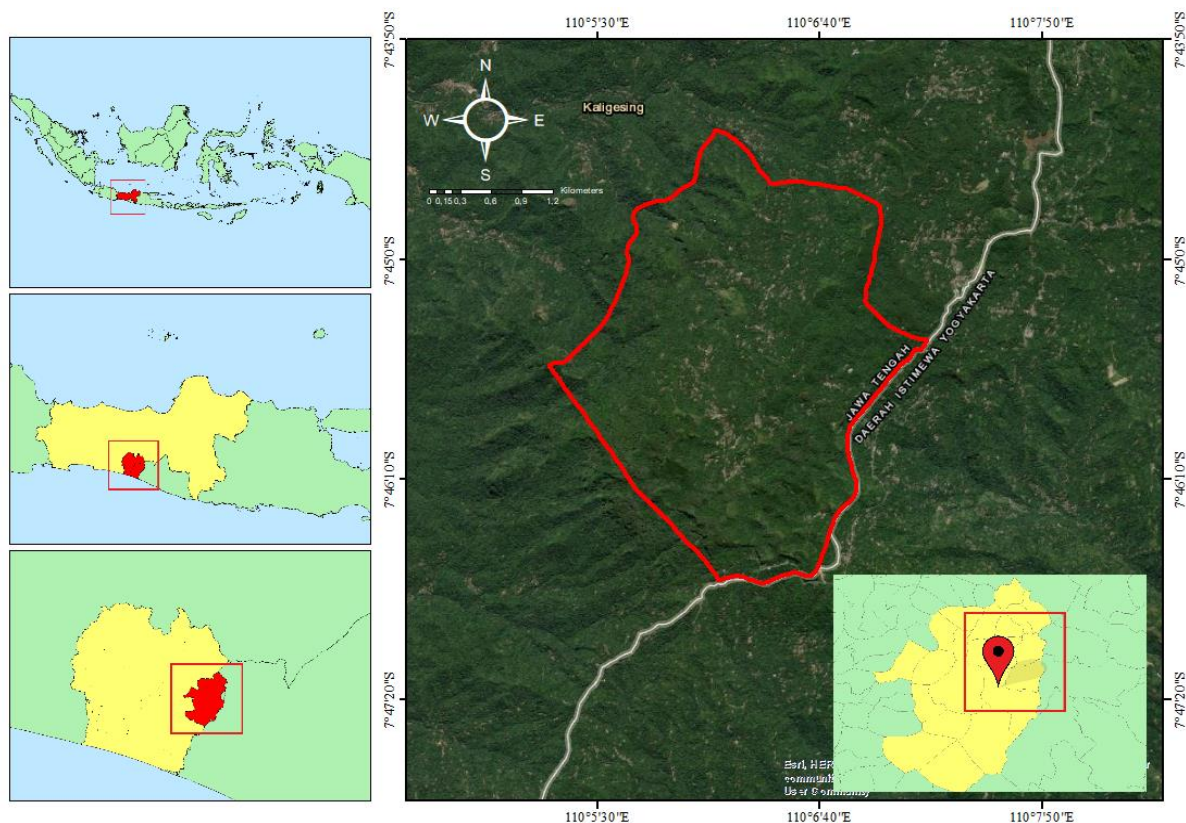 110°5'30"E 110°6'40"E 110°7'50"E
7°43'50"S 7°43'50"S
N
W E
S
Kaligesing
Kilometers
0 0,15 0,3 0,6 0,9 1,2
7°45'0"S 7°45'0"S
JAWA TENGAH
DAERAH ISTIMEWA YOGYAKARTA
7°46'10"S 7°46'10"S
7°47'20"S 7°47'20"S
Esri, HER
communi
User Community
110°5'30"E 110°6'40"E 110°7'50"E